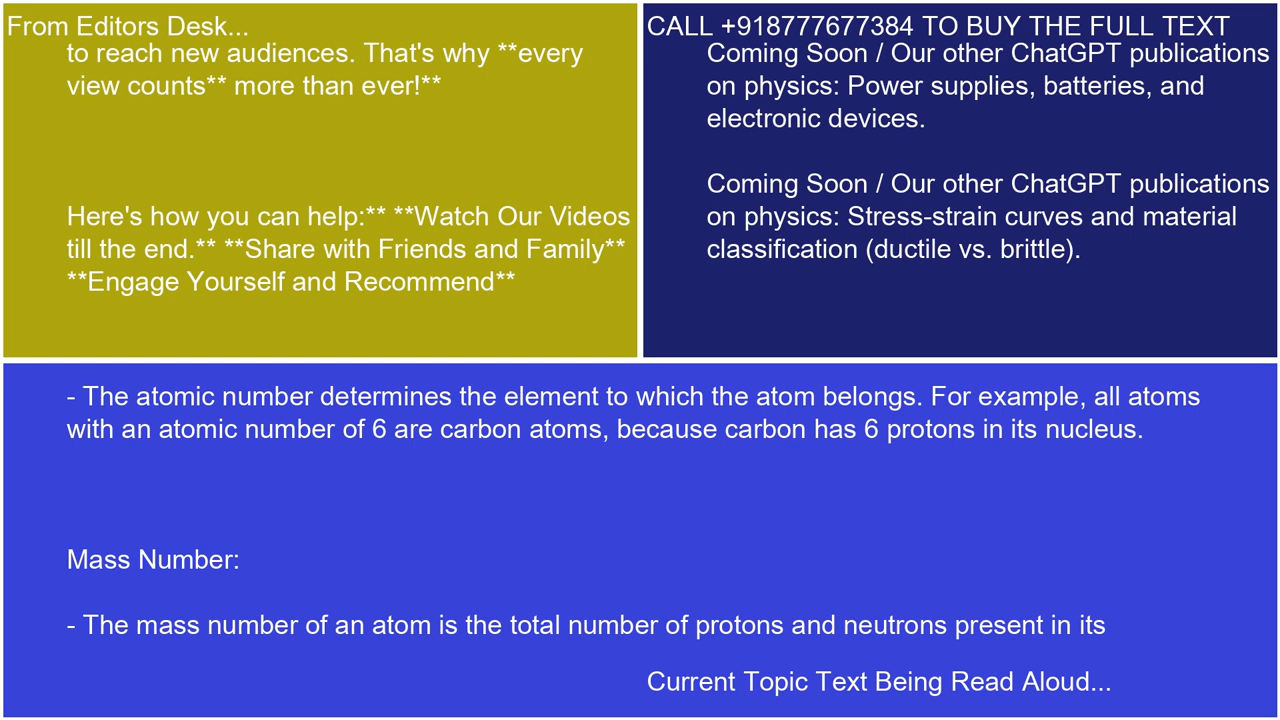 From Editors Desk...
to reach new audiences. That's why **every
view counts** more than ever!**
Here's how you can help:** **Watch Our Videos
till the end.** **Share with Friends and Family**
**Engage Yourself and Recommend**
CALL +918777677384 TO BUY THE FULL TEXT
Coming Soon / Our other ChatGPT publications
on physics: Power supplies, batteries, and
electronic devices.
Coming Soon / Our other ChatGPT publications
on physics: Stress-strain curves and material
classification (ductile vs. brittle).
- The atomic number determines the element to which the atom belongs. For example, all atoms
with an atomic number of 6 are carbon atoms, because carbon has 6 protons in its nucleus.
Mass Number:
- The mass number of an atom is the total number of protons and neutrons present in its
Current Topic Text Being Read Aloud...